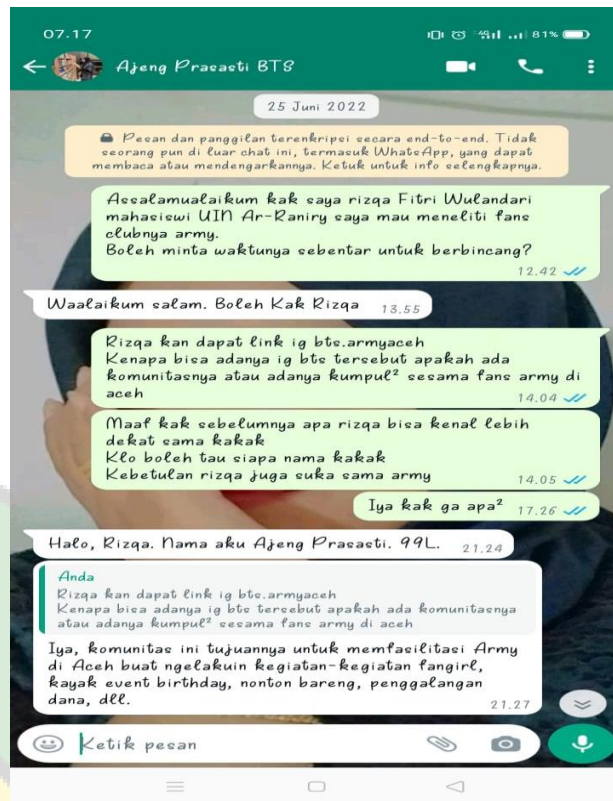 07.17
81%
Ajeng Prasasti BTS
25 Juni 2022
Pesan dan panggilan terenkripsi secara end-to-end. Tidak
seorang pun di luar chat ini, termasuk WhatsApp, yang dapat
membaca atau mendengarkannya. Ketuk untuk info selengkapnya.
Assalamualaikum kak saya rizqa Fitri Wulandari
mahasiswi UIN Ar-Raniry saya mau meneliti fans
clubnya army.
Boleh minta waktunya sebentar untuk berbincang?
12.42
Waalaikum salam. Boleh Kak Rizqa 13.55
Rizqa kan dapat link ig bts.armyaceh
Kenapa bisa adanya ig bts tersebut apakah ada
komunitasnya atau adanya kumpul² sesama fans army di
aceh
14.04
Maaf kak sebelumnya apa rizqa bisa kenal lebih
dekat sama kakak
Klo boleh tau siapa nama kakak
Kebetulan rizqa juga suka sama army
14.05
Iya kak ga apa² 17.26
Halo, Rizqa. Nama aku Ajeng Prasasti. 99L. 21.24
Anda
Rizqa kan dapat link ig bts.armyaceh
Kenapa bisa adanya ig bts tersebut apakah ada komunitasnya
atau adanya kumpul² sesama fans army di aceh
Iya, komunitas ini tujuannya untuk memfasilitasi Army
di Aceh buat ngelakuin kegiatan-kegiatan fangirl,
kayak event birthday, nonton bareng, penggalangan
dana, dll.
21.27
Ketik pesan